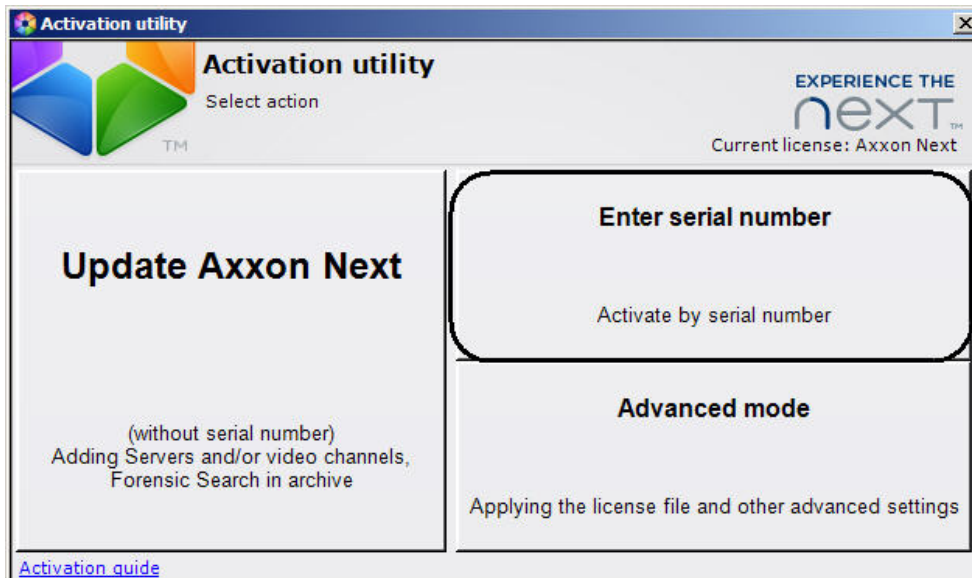 Activation utility
Activation utility
Select action
TM
EXPERIENCE THE
next TM
Current license: Axxon Next
Update Axxon Next
(without serial number)
Adding Servers and/or video channels,
Forensic Search in archive
Enter serial number
Activate by serial number
Advanced mode
Applying the license file and other advanced settings
Activation guide